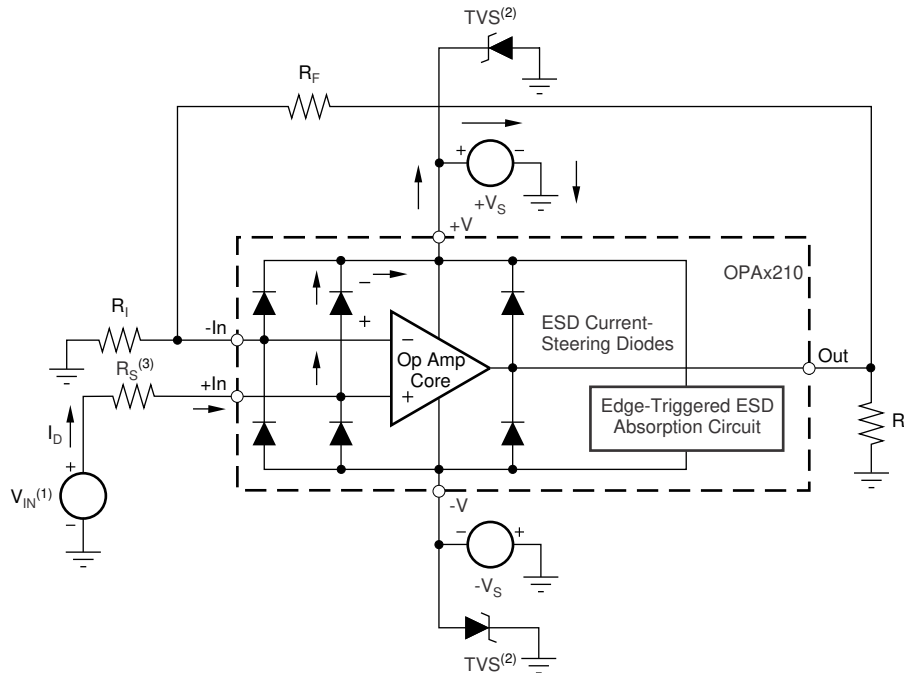 TVS(2)
RF
+ −
+VS
+V
OPAx210
−
+
RI
-In
−
Op Amp
Core
+
ESD Current-
Steering Diodes
Out
RS(3)
+In
Edge-Triggered ESD
Absorption Circuit
R
ID
+
VIN(1)
−
-V
− +
-VS
TVS(2)